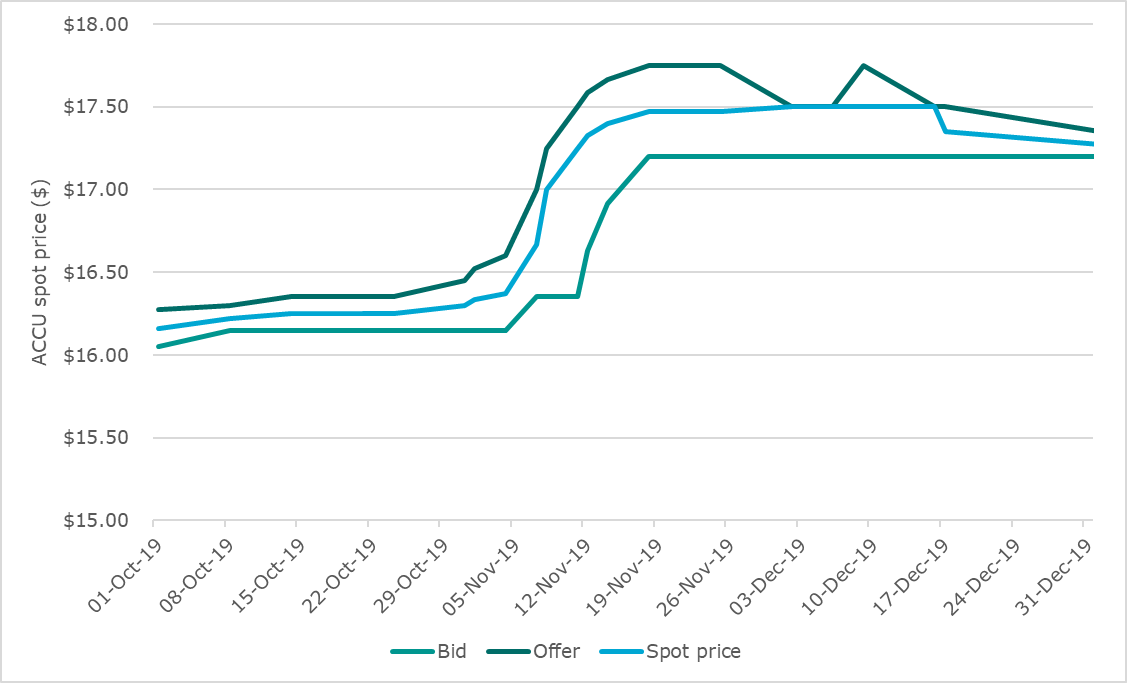 $18.00
$17.50
$17.00
$16.50
$16.00
$15.50
$15.00
ACCU spot price ($)
01-Oct-19
08-Oct-19
15-Oct-19
22-Oct-19
29-Oct-19
05-Nov-19
12-Nov-19
19-Nov-19
26-Nov-19
03-Dec-19
10-Dec-19
17-Dec-19
24-Dec-19
31-Dec-19
Bid Offer Spot price